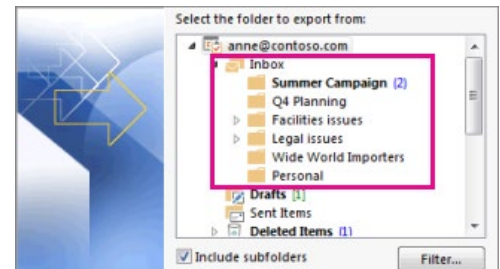 Select the folder to export from:
anne@contoso.com
Inbox
Summer Campaign (2)
Q4 Planning
Facilities issues
Legal issues
Wide World Importers
Personal
Drafts [1]
Sent Items
Deleted Items (1)
Include subfolders
Filter...